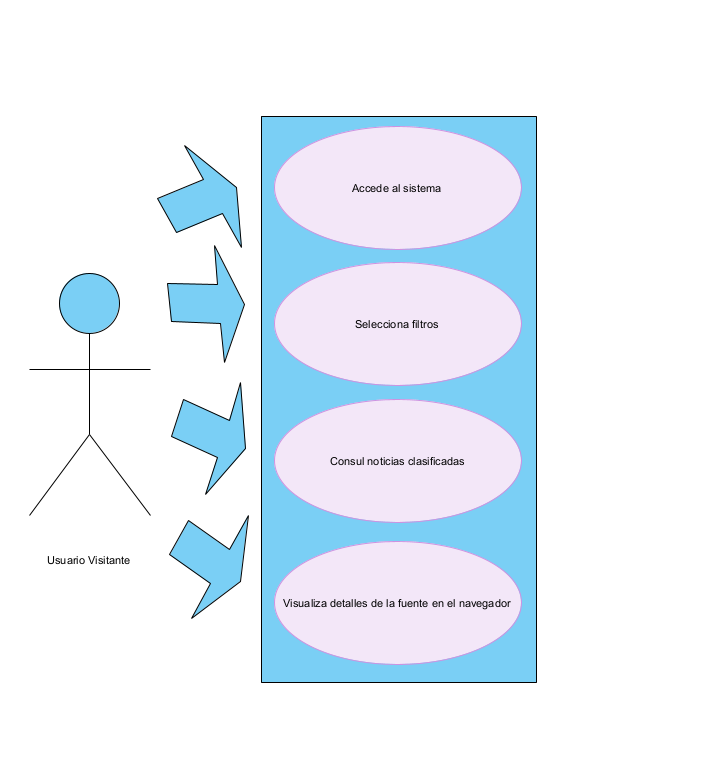 Accede al sistema
Selecciona filtros
Consul noticias clasificadas
Usuario Visitante
Visualiza detalles de la fuente en el navegador